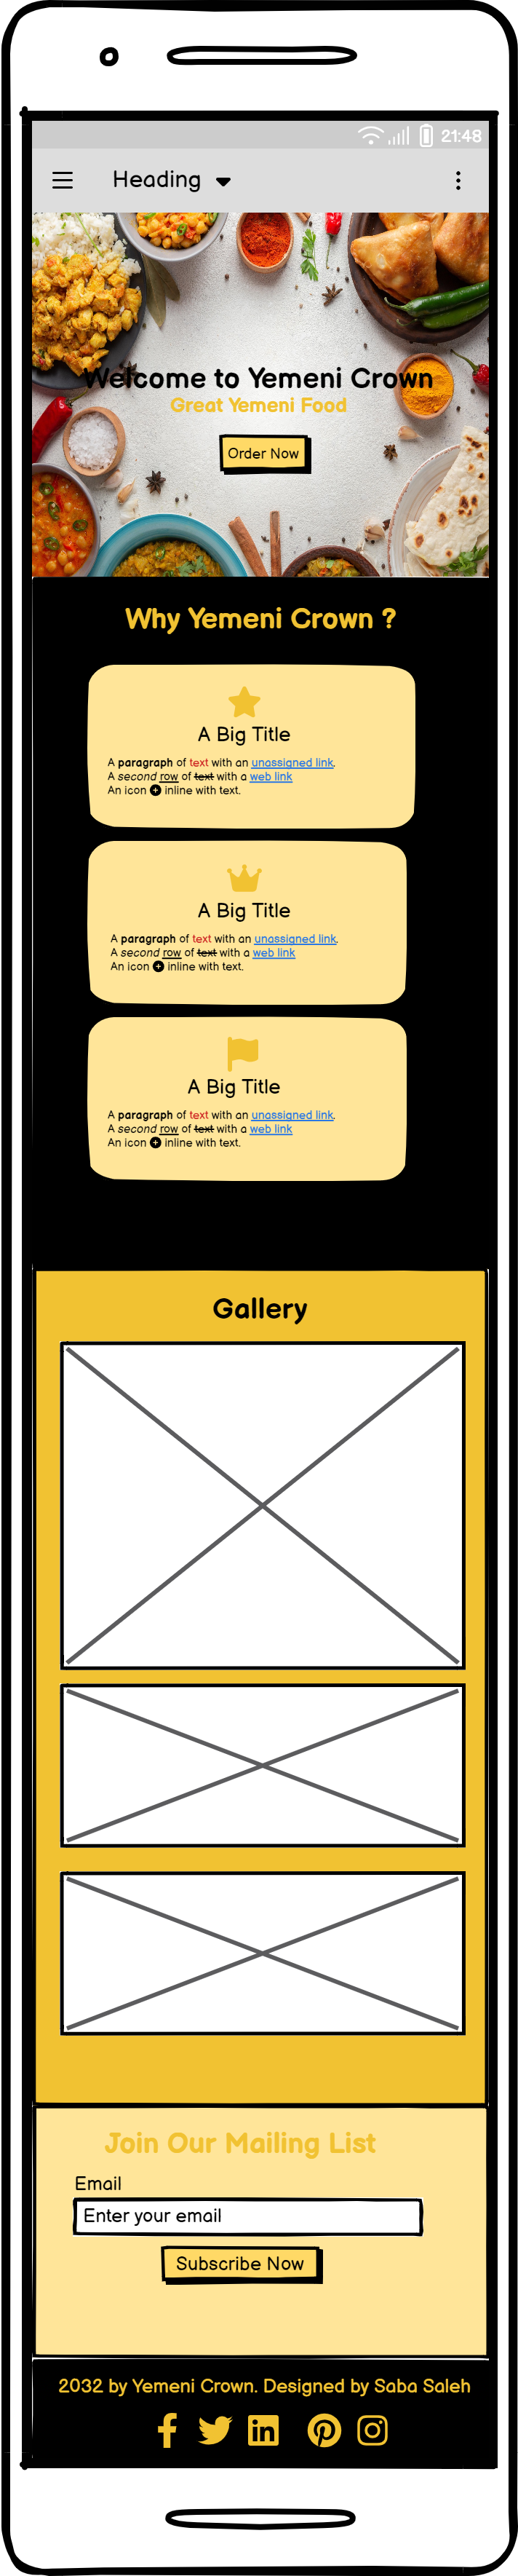 21:48
Heading
Welcome to Yemeni Crown
Great Yemeni Food
Order Now
Why Yemeni Crown ?
A Big Title
A paragraph of text with an unassigned link.
A second row of text with a web link
An icon inline with text.
A Big Title
A paragraph of text with an unassigned link.
A second row of text with a web link
An icon inline with text.
A Big Title
A paragraph of text with an unassigned link.
A second row of text with a web link
An icon inline with text.
Gallery
Join Our Mailing List
Email
Enter your email
Subscribe Now
2032 by Yemeni Crown. Designed by Saba Saleh